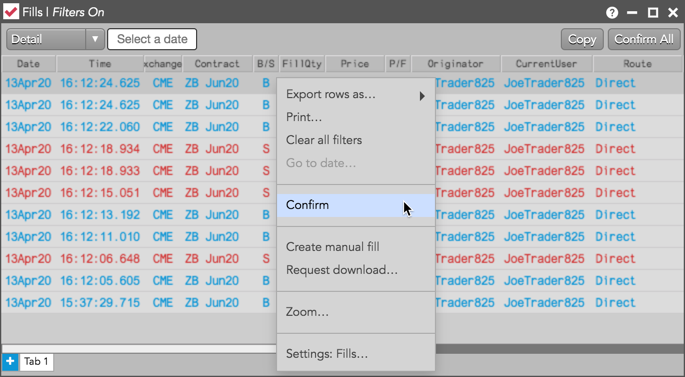 Fills | Filters On
Detail Select a date Copy Confirm All
Date Time xchange Contract B/S FillQty Price P/F Originator CurrentUser Route
13Apr20 16:12:24.625 CME ZB Jun20 B Trader825 JoeTrader825 Direct
13Apr20 16:12:24.625 CME ZB Jun20 B Trader825 JoeTrader825 Direct
13Apr20 16:12:22.060 CME ZB Jun20 B Trader825 JoeTrader825 Direct
13Apr20 16:12:18.934 CME ZB Jun20 S Trader825 JoeTrader825 Direct
13Apr20 16:12:18.933 CME ZB Jun20 S Trader825 JoeTrader825 Direct
13Apr20 16:12:15.051 CME ZB Jun20 S Trader825 JoeTrader825 Direct
13Apr20 16:12:13.192 CME ZB Jun20 B Trader825 JoeTrader825 Direct
13Apr20 16:12:11.010 CME ZB Jun20 B Trader825 JoeTrader825 Direct
13Apr20 16:12:06.648 CME ZB Jun20 S Trader825 JoeTrader825 Direct
13Apr20 16:12:05.605 CME ZB Jun20 B Trader825 JoeTrader825 Direct
13Apr20 15:37:29.715 CME ZB Jun20 B Trader825 JoeTrader825 Direct
Export rows as...
Print...
Clear all filters
Go to date...
Confirm
Create manual fill
Request download...
Zoom...
Settings: Fills...
+ Tab 1